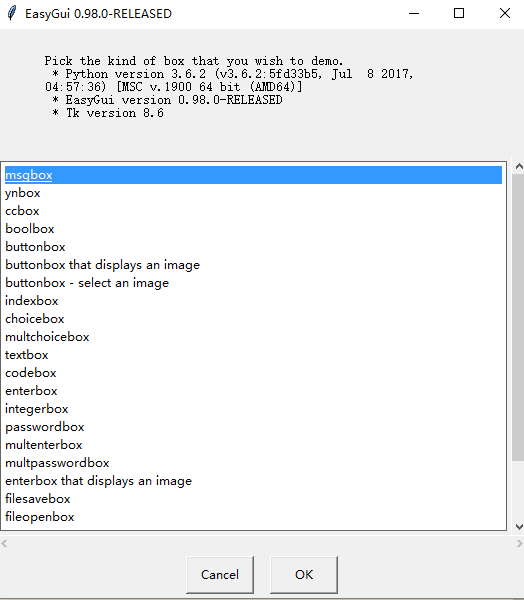 EasyGui 0.98.0-RELEASED
Pick the kind of box that you wish to demo.
* Python version 3.6.2 (v3.6.2:5fd33b5, Jul  8 2017,
04:57:36) [MSC v.1900 64 bit (AMD64)]
* EasyGui version 0.98.0-RELEASED
* Tk version 8.6
msgbox
ynbox
ccbox
boolbox
buttonbox
buttonbox that displays an image
buttonbox - select an image
indexbox
choicebox
multchoicebox
textbox
codebox
enterbox
integerbox
passwordbox
multenterbox
multpasswordbox
enterbox that displays an image
filesavebox
fileopenbox
Cancel
OK